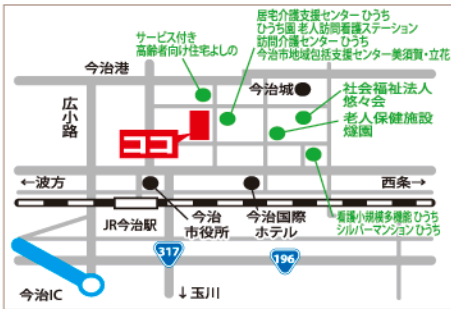 居宅介護支援センター ひうち
ひうち園 老人訪問看護ステーション
訪問介護センター ひうち
今治市地域包括支援センター美須賀・立花
サービス付き
高齢者向け住宅よしの
今治港
今治城
社会福祉法人
悠々会
老人保健施設
燧園
広小路
←波方
西条→
JR今治駅
今治
市役所
今治国際
ホテル
看護小規模多機能 ひうち
シルバーマンション ひうち
317
196
今治IC
↓玉川